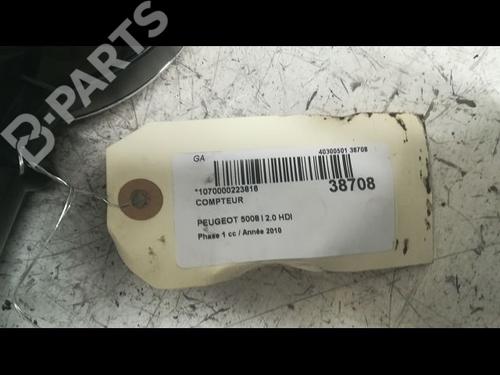 B-PARTS
GA
40300501 38708
*1070000223816
38708
COMPTEUR
PEUGEOT 5008 I 2.0 HDI
Phase 1 cc / Année 2010